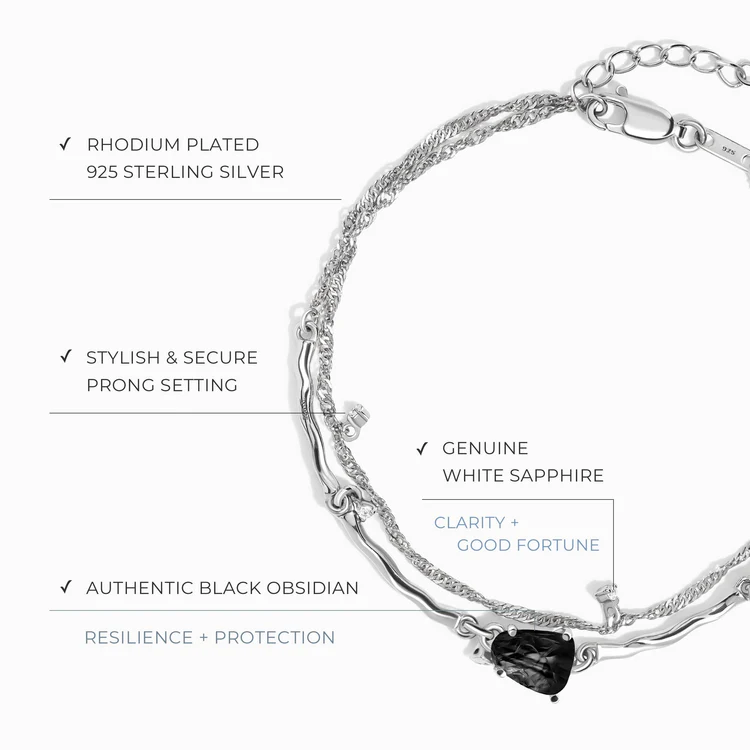 ✓ RHODIUM PLATED
925 STERLING SILVER
925
✓ STYLISH & SECURE
PRONG SETTING
✓ GENUINE
WHITE SAPPHIRE
CLARITY +
GOOD FORTUNE
✓ AUTHENTIC BLACK OBSIDIAN
RESILIENCE + PROTECTION